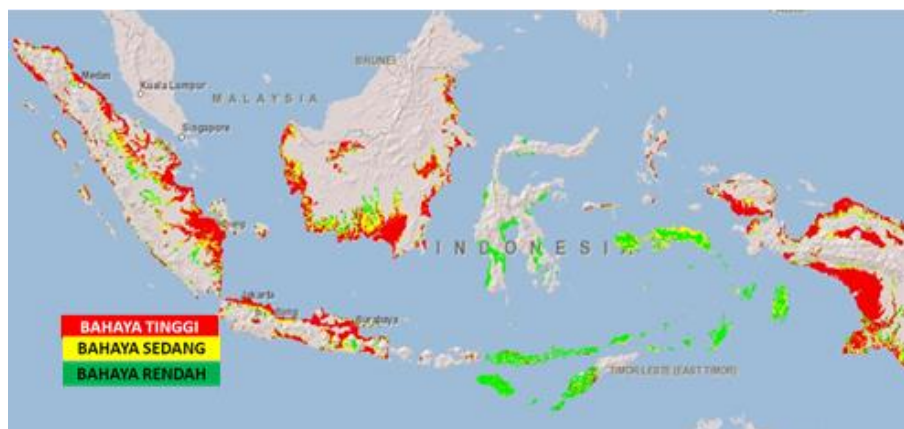 BRUNEI
Medan
Kuala Lumpur
MALAYSIA
Singapore
INDONESIA
Jakarta
Surabaya
BAHAYA TINGGI
BAHAYA SEDANG
BAHAYA RENDAH
TIMOR LESTE (EAST TIMOR)